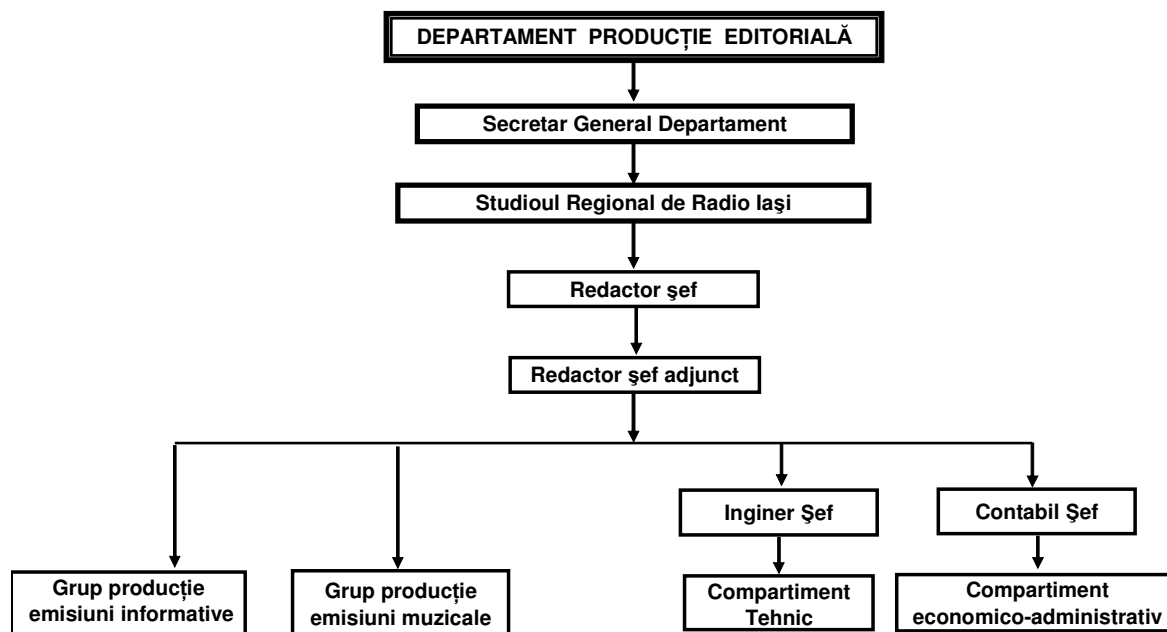 DEPARTAMENT PRODUCȚIE EDITORIALĂ
Secretar General Departament
Studioul Regional de Radio Iaşi
Redactor şef
Redactor şef adjunct
Inginer Şef
Contabil Şef
Grup producție
emisiuni informative
Grup producție
emisiuni muzicale
Compartiment
Tehnic
Compartiment
economico-administrativ